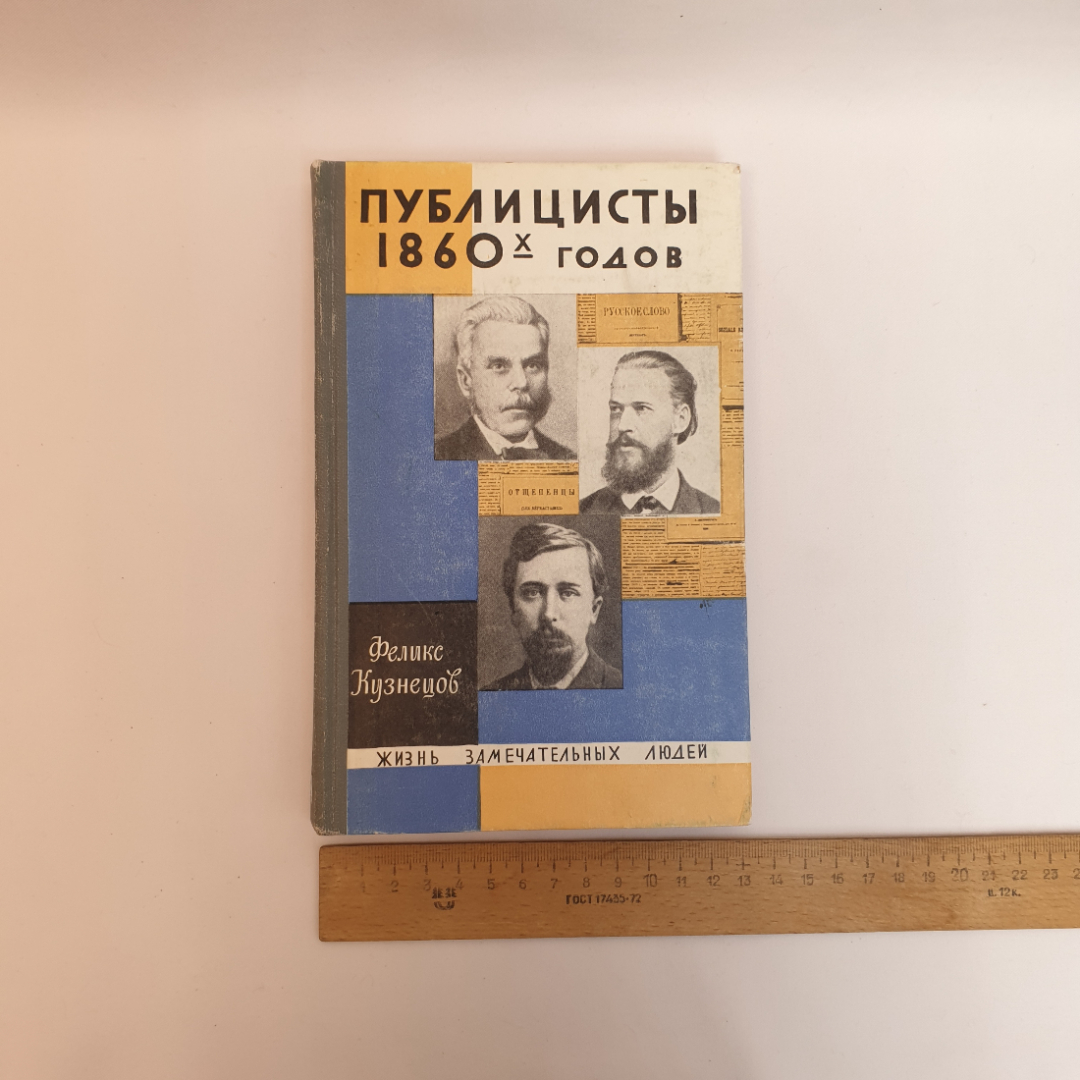 ПУБЛИЦИСТЫ
1860х годов
РУССКОЕ СЛОВО
ОТЩЕПЕНЦЫ
Феликс
Кузнецов
ЖИЗНЬ ЗАМЕЧАТЕЛЬНЫХ ЛЮДЕЙ
1 2 3 4 5 6 7 8 9 10 11 12 13 14 15 16 17 18 19 20 21 22 23
ГОСТ 17435-72
ц. 12к.